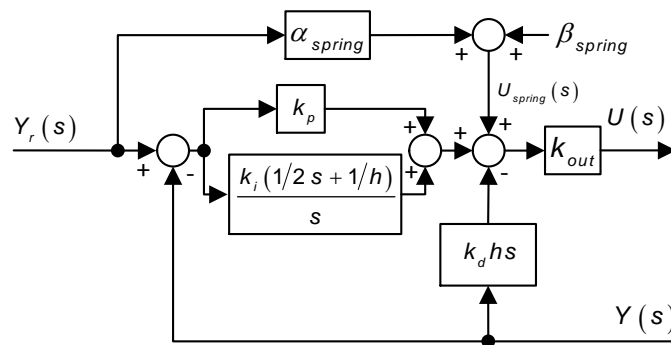 α_spring
+
+
β_spring
U_spring(s)
Y_r(s)
+
-
k_p
+
+
k_i(1/2 s + 1/h)
s
+
+
-
k_out
U(s)
k_d hs
Y(s)